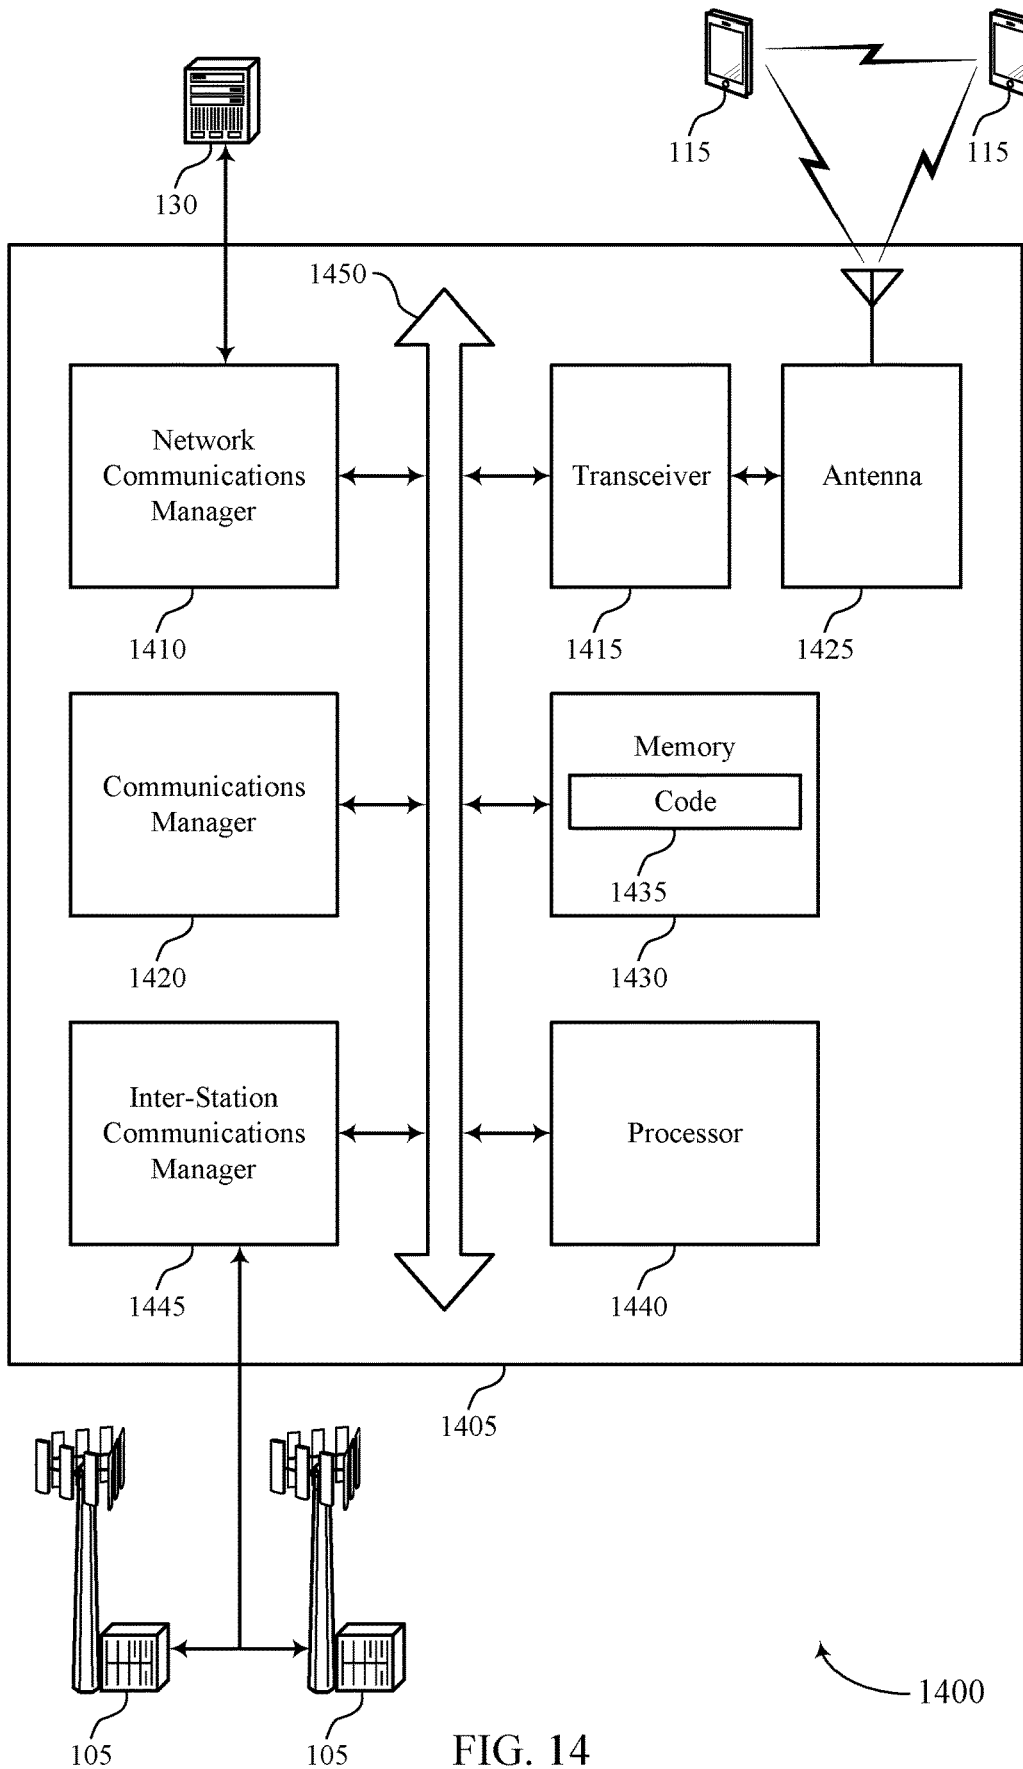 115
115
130
1450
Network
Communications
Manager
Transceiver
Antenna
1410
1415
1425
Communications
Manager
Memory
Code
1435
1420
1430
Inter-Station
Communications
Manager
Processor
1445
1440
1405
1400
105
105
FIG. 14